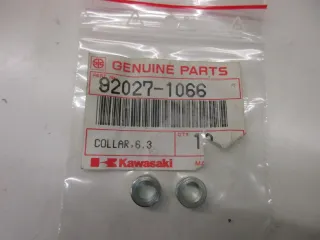 GENUINE PARTS
92027-1066
COLLAR,6.3
Kawasaki